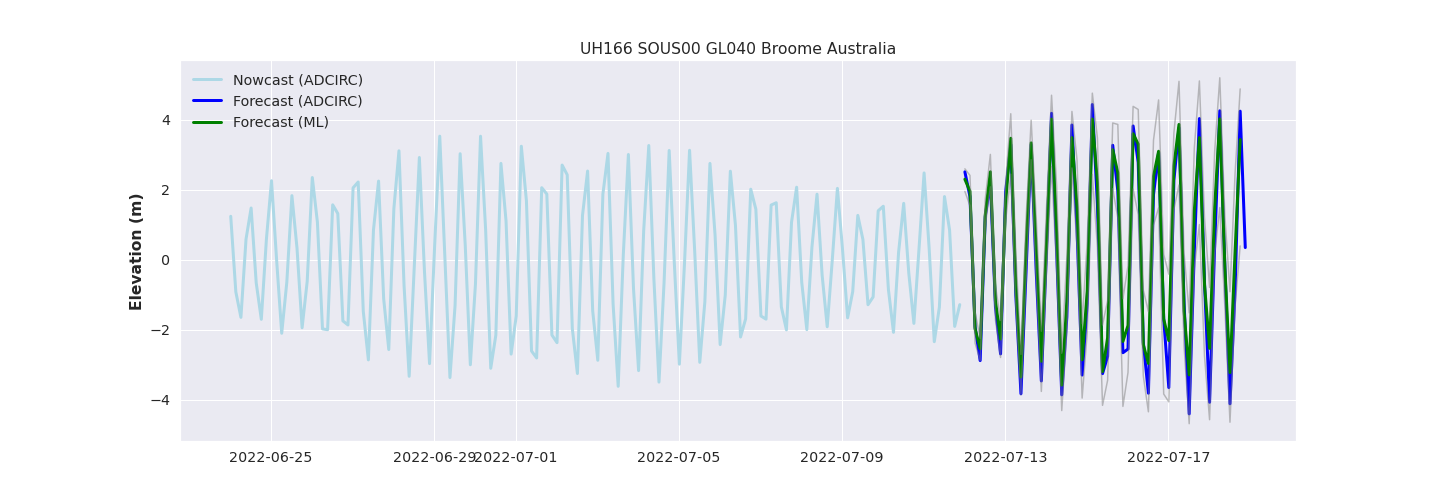 UH166 SOUS00 GL040 Broome Australia
Nowcast (ADCIRC)
Forecast (ADCIRC)
Forecast (ML)
Elevation (m)
4
2
0
−2
−4
2022-06-25
2022-06-29
2022-07-01
2022-07-05
2022-07-09
2022-07-13
2022-07-17